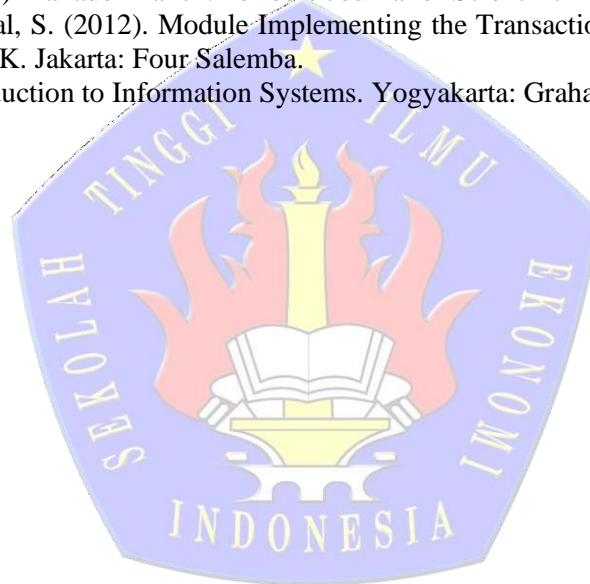 al, S. (2012). Module Implementing the Transactio
K. Jakarta: Four Salemba.
uction to Information Systems. Yogyakarta: Graha
SEKOLAH TINGGI ILMU EKONOMI
INDONESIA